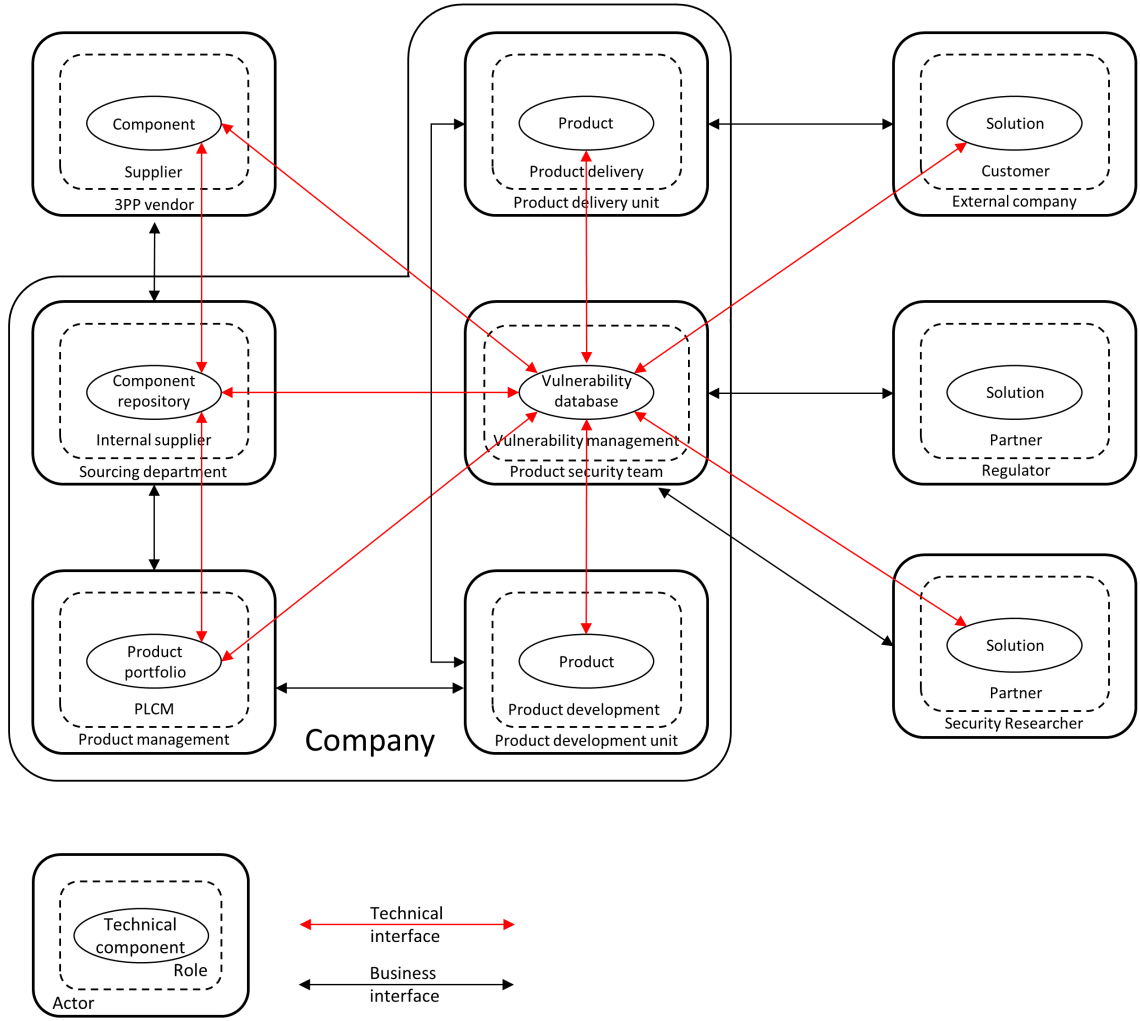 Component
Supplier
3PP vendor
Product
Product delivery
Product delivery unit
Solution
Customer
External company
Component
repository
Internal supplier
Sourcing department
Vulnerability
database
Vulnerability management
Product security team
Solution
Partner
Regulator
Product
portfolio
PLCM
Product management
Product
Product development
Product development unit
Solution
Partner
Security Researcher
Company
Technical
component
Role
Actor
Technical
interface
Business
interface